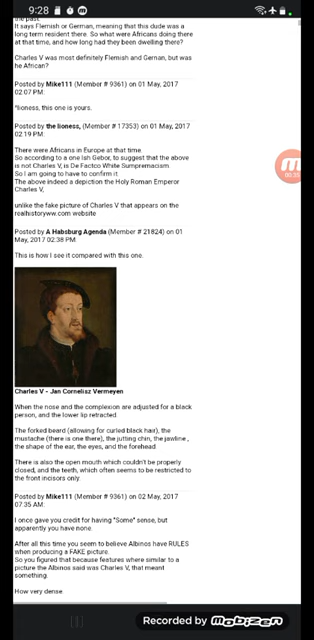 9:28
the past
It says Flemish or German, meaning that this dude was a
long term resident there. So what were Africans doing there
at that time, and how long had they been dwelling there?
Charles V was most definitely Flemish and German, but was
he African?
Posted by Mike111 (Member # 9361) on 01 May, 2017
02:07 PM:
^lioness, this one is yours.
Posted by the lioness, (Member # 17353) on 01 May, 2017
02:19 PM:
There were Africans in Europe at that time.
So according to a one Ish Gebor, to suggest that the above
is not Charles V, is De Factoo White Sumpremacism
So I am going to have to confirm it
The above indeed a depiction the Holy Roman Emperor
Charles V,
unlike the fake picture of Charles V that appears on the
realhistoryww.com website
Posted by A Habsburg Agenda (Member # 21824) on 01
May, 2017 02:38 PM:
This is how I see it compared with this one.
Charles V - Jan Cornelisz Vermeyen
When the nose and the complexion are adjusted for a black
person, and the lower lip retracted
The forked beard (allowing for curled black hair), the
mustache (there is one there), the jutting chin, the jawline ,
the shape of the ear, the eyes, and the forehead
There is also the open mouth which couldn't be properly
closed, and the teeth, which often seems to be restricted to
the front incisors only.
Posted by Mike111 (Member # 9361) on 02 May, 2017
07:35 AM:
I once gave you credit for having "Some" sense, but
apparently you have none.
After all this time you seem to believe Albinos have RULES
when producing a FAKE picture.
So you figured that because features where similar to a
picture the Albinos said was Charles V, that meant
something.
How very dense.
Recorded by Mobizen